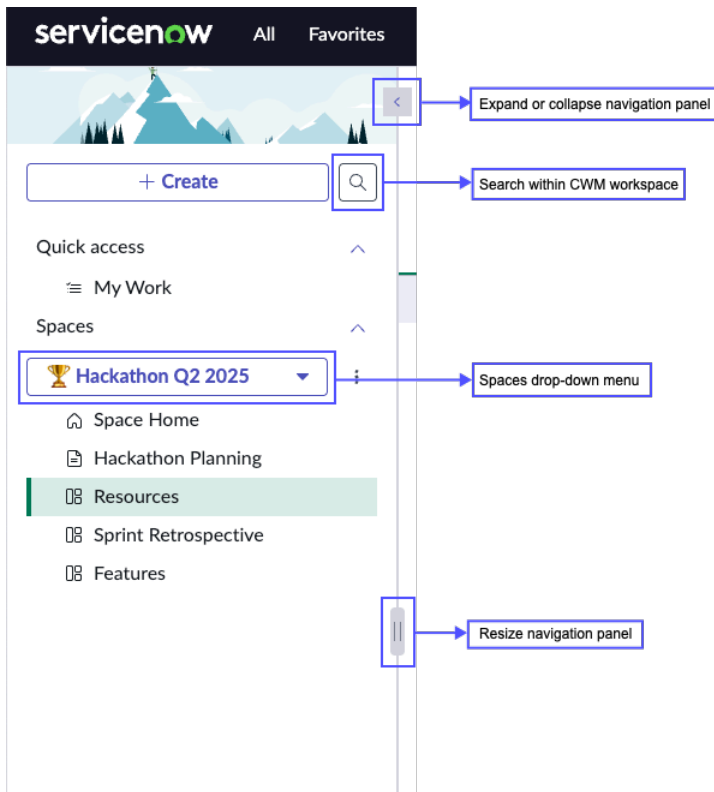 servicenow All Favorites
Expand or collapse navigation panel
+ Create
Search within CWM workspace
Quick access
My Work
Spaces
Hackathon Q2 2025
Spaces drop-down menu
Space Home
Hackathon Planning
Resources
Sprint Retrospective
Features
Resize navigation panel